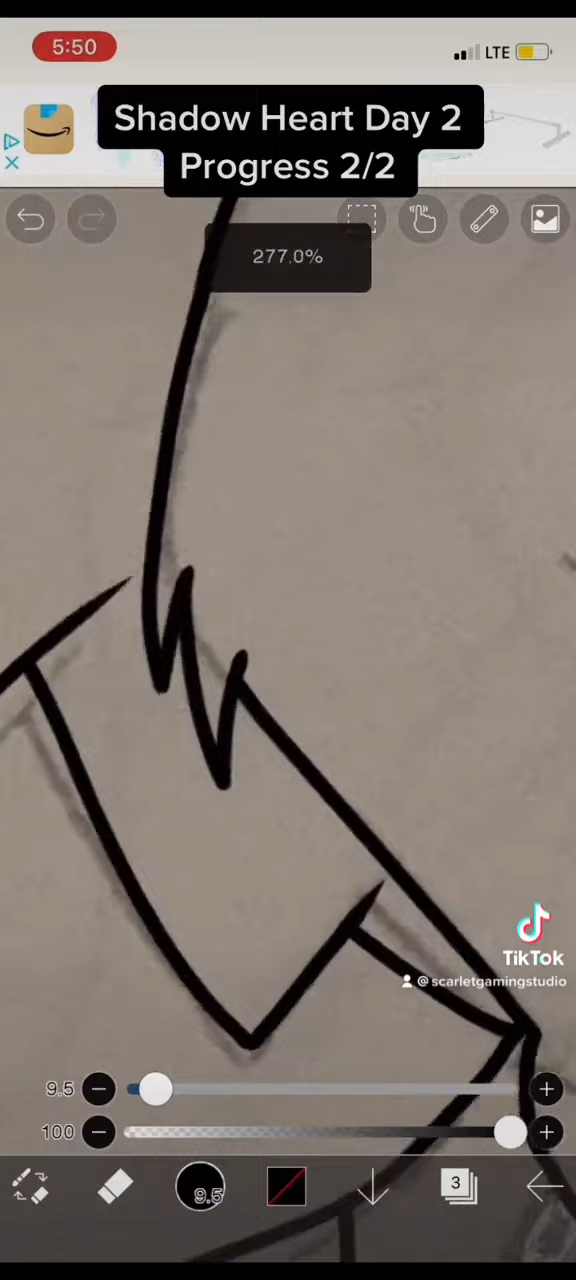 5:50
LTE
Shadow Heart Day 2
Progress 2/2
277.0%
TikTok
@scarletgamingstudio
9.5
100
9.5
3